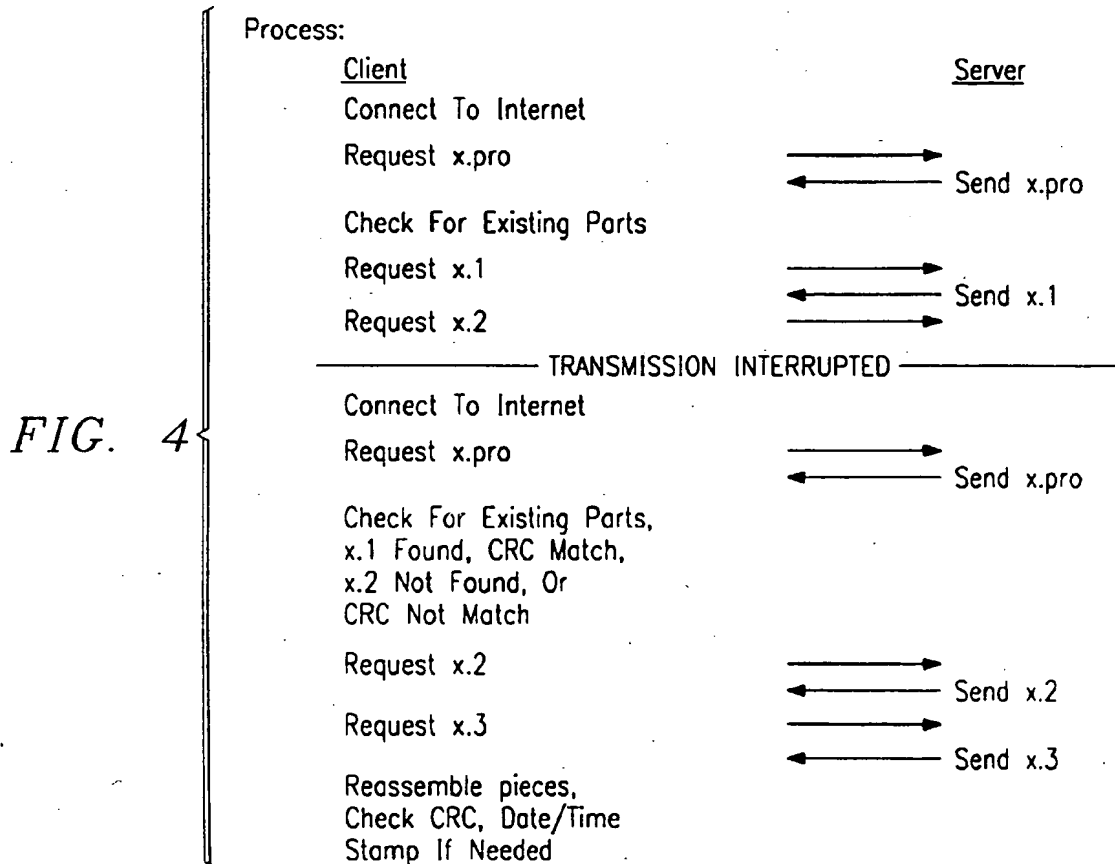 Process:
Client Server
Connect To Internet
Request x.pro
Send x.pro
Check For Existing Parts
Request x.1
Send x.1
Request x.2
TRANSMISSION INTERRUPTED
Connect To Internet
FIG. 4
Request x.pro
Send x.pro
Check For Existing Parts,
x.1 Found, CRC Match,
x.2 Not Found, Or
CRC Not Match
Request x.2
Send x.2
Request x.3
Send x.3
Reassemble pieces,
Check CRC, Date/Time
Stamp If Needed